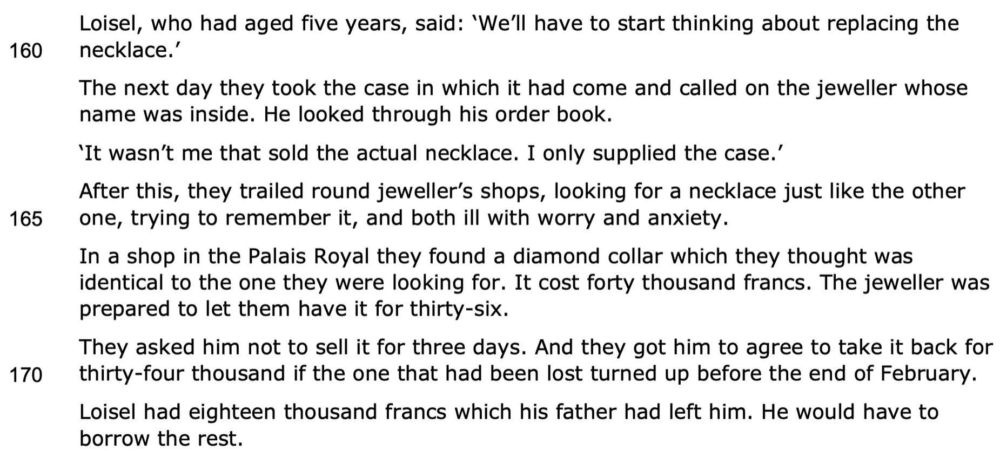 Loisel, who had aged five years, said: ‘We’ll have to start thinking about replacing the
160 necklace.’
The next day they took the case in which it had come and called on the jeweller whose
name was inside. He looked through his order book.
‘It wasn’t me that sold the actual necklace. I only supplied the case.’
After this, they trailed round jeweller’s shops, looking for a necklace just like the other
165 one, trying to remember it, and both ill with worry and anxiety.
In a shop in the Palais Royal they found a diamond collar which they thought was
identical to the one they were looking for. It cost forty thousand francs. The jeweller was
prepared to let them have it for thirty-six.
They asked him not to sell it for three days. And they got him to agree to take it back for
170 thirty-four thousand if the one that had been lost turned up before the end of February.
Loisel had eighteen thousand francs which his father had left him. He would have to
borrow the rest.